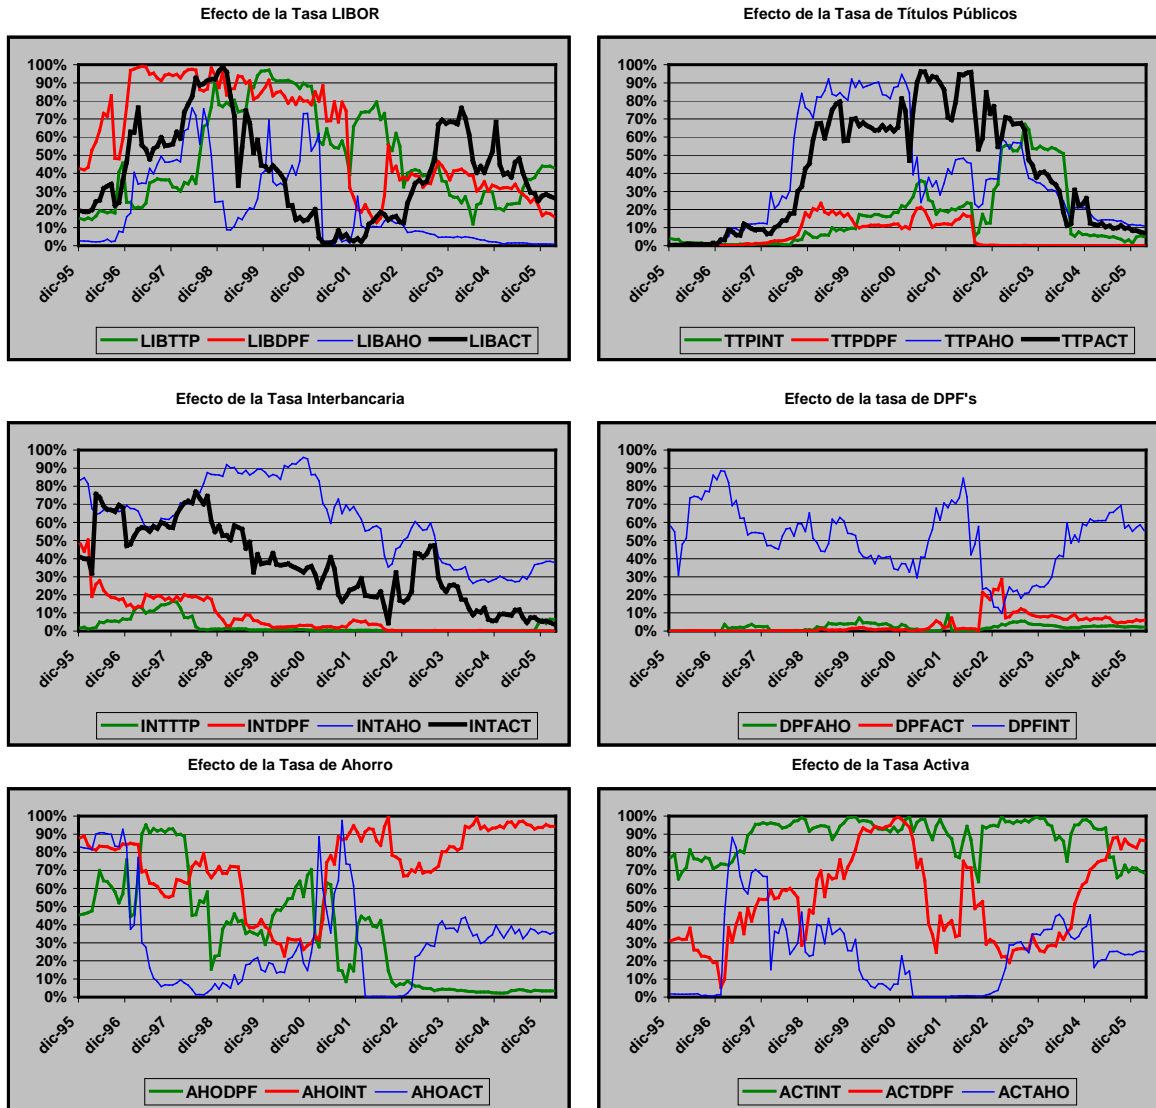 Efecto de la Tasa LIBOR
100%
90%
80%
70%
60%
50%
40%
30%
20%
10%
0%
dic-95
dic-96
dic-97
dic-98
dic-99
dic-00
dic-01
dic-02
dic-03
dic-04
dic-05
LIBTTP LIBDPF LIBAHO LIBACT
Efecto de la Tasa de Títulos Públicos
100%
90%
80%
70%
60%
50%
40%
30%
20%
10%
0%
dic-95
dic-96
dic-97
dic-98
dic-99
dic-00
dic-01
dic-02
dic-03
dic-04
dic-05
TTPINT TTPDPF TTPAHO TTPACT
Efecto de la Tasa Interbancaria
100%
90%
80%
70%
60%
50%
40%
30%
20%
10%
0%
dic-95
dic-96
dic-97
dic-98
dic-99
dic-00
dic-01
dic-02
dic-03
dic-04
dic-05
INTTTP INTDPF INTAHO INTACT
Efecto de la tasa de DPF's
100%
90%
80%
70%
60%
50%
40%
30%
20%
10%
0%
dic-95
dic-96
dic-97
dic-98
dic-99
dic-00
dic-01
dic-02
dic-03
dic-04
dic-05
DPFAHO DPFACT DPFINT
Efecto de la Tasa de Ahorro
100%
90%
80%
70%
60%
50%
40%
30%
20%
10%
0%
dic-95
dic-96
dic-97
dic-98
dic-99
dic-00
dic-01
dic-02
dic-03
dic-04
dic-05
AHODPF AHOINT AHOACT
Efecto de la Tasa Activa
100%
90%
80%
70%
60%
50%
40%
30%
20%
10%
0%
dic-95
dic-96
dic-97
dic-98
dic-99
dic-00
dic-01
dic-02
dic-03
dic-04
dic-05
ACTINT ACTDPF ACTAHO